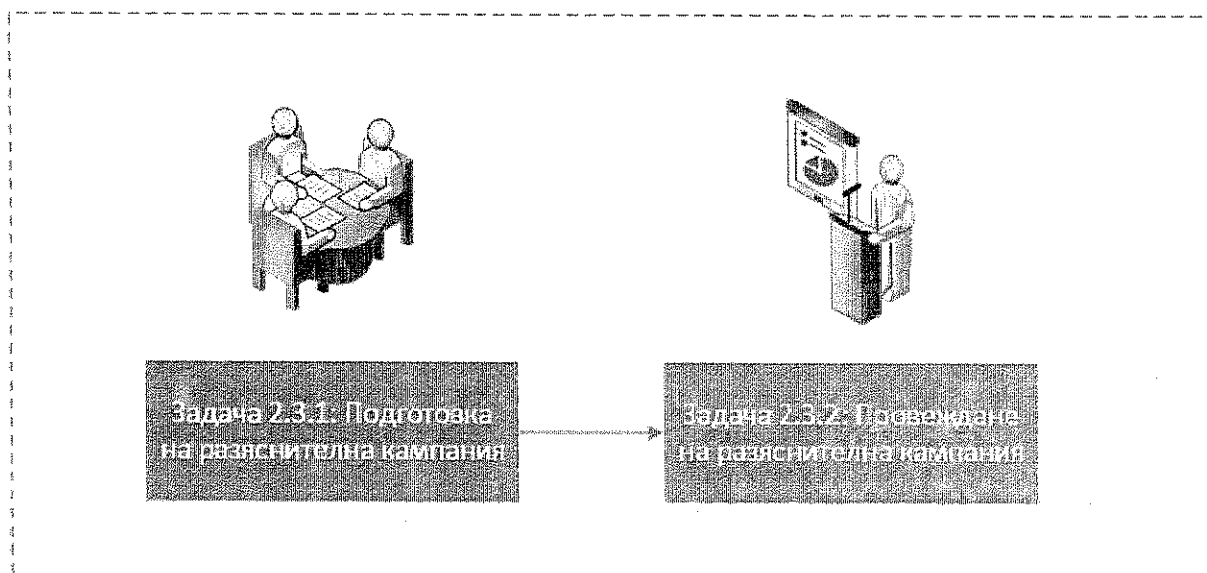 Задача 2.3.1: Подготовка
на разяснителна кампания
Задача 2.3.2: Провеждане
на разяснителна кампания